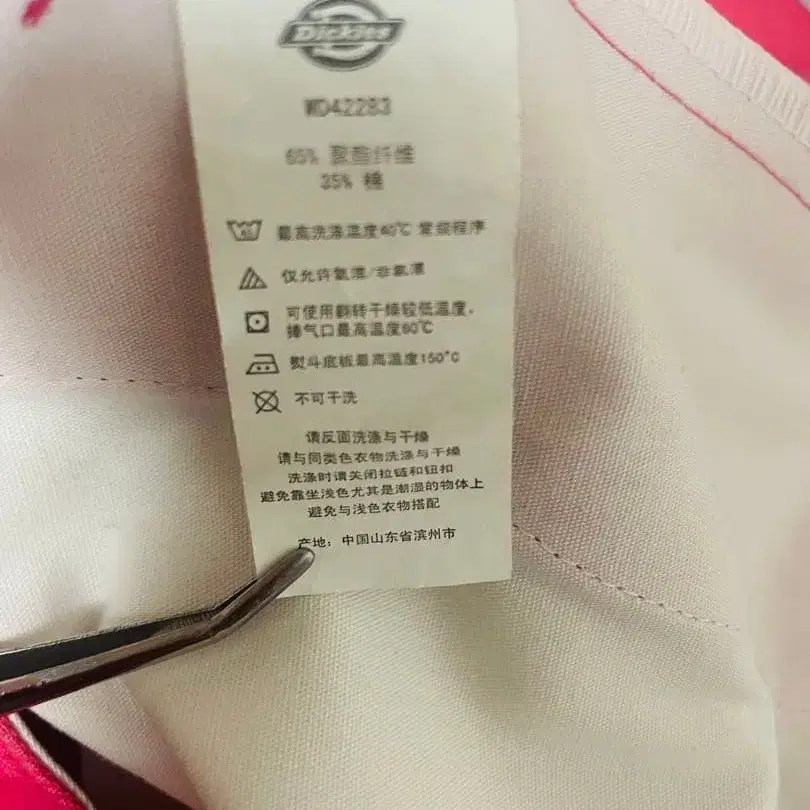 Dickies
WD42283
65% 聚酯纤维
35% 棉
40
最高洗涤温度40℃ 常规程序
仅允许氧漂/非氯漂
可使用翻转干燥较低温度，
排气口最高温度60℃
熨斗底板最高温度150℃
不可干洗
请反面洗涤与干燥
请与同类色衣物洗涤与干燥
洗涤时请关闭拉链和钮扣
避免靠坐浅色尤其是潮湿的物体上
避免与浅色衣物搭配
产地：中国山东省滨州市